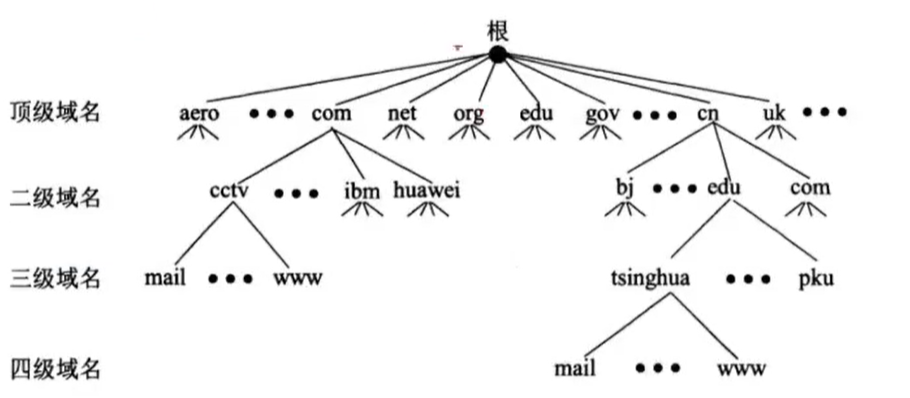 根
顶级域名 aero ••• com net org edu gov ••• cn uk •••
二级域名 cctv ••• ibm huawei bj ••• edu com
三级域名 mail ••• www tsinghua ••• pku
四级域名 mail ••• www